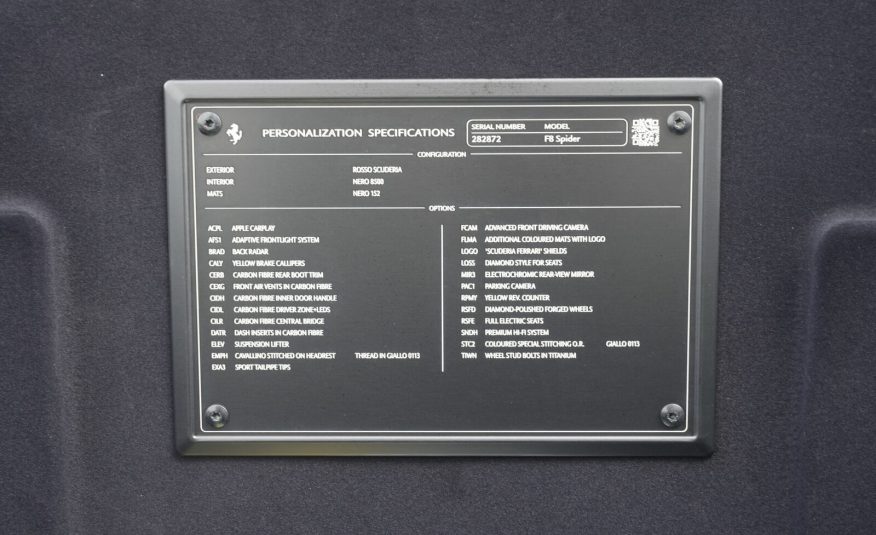 PERSONALIZATION SPECIFICATIONS
SERIAL NUMBER MODEL
282872 F8 Spider
CONFIGURATION
EXTERIOR ROSSO SCUDERIA
INTERIOR NERO 8500
MATS NERO 152
OPTIONS
ACPL APPLE CARPLAY
AFS1 ADAPTIVE FRONTLIGHT SYSTEM
BRAD BACK RADAR
CALY YELLOW BRAKE CALLIPERS
CERB CARBON FIBRE REAR BOOT TRIM
CEXG FRONT AIR VENTS IN CARBON FIBRE
CIDH CARBON FIBRE INNER DOOR HANDLE
CIDL CARBON FIBRE DRIVER ZONE+LEDS
CILR CARBON FIBRE CENTRAL BRIDGE
DATR DASH INSERTS IN CARBON FIBRE
ELEV SUSPENSION LIFTER
EMPH CAVALLINO STITCHED ON HEADREST THREAD IN GIALLO 0113
EXA3 SPORT TAILPIPE TIPS
FCAM ADVANCED FRONT DRIVING CAMERA
FLMA ADDITIONAL COLOURED MATS WITH LOGO
LOGO "SCUDERIA FERRARI" SHIELDS
LOSS DIAMOND STYLE FOR SEATS
MIR3 ELECTROCHROMIC REAR-VIEW MIRROR
PAC1 PARKING CAMERA
RPMY YELLOW REV. COUNTER
RSFD DIAMOND-POLISHED FORGED WHEELS
RSFE FULL ELECTRIC SEATS
SNDH PREMIUM HI-FI SYSTEM
STC2 COLOURED SPECIAL STITCHING O.R. GIALLO 0113
TIWN WHEEL STUD BOLTS IN TITANIUM